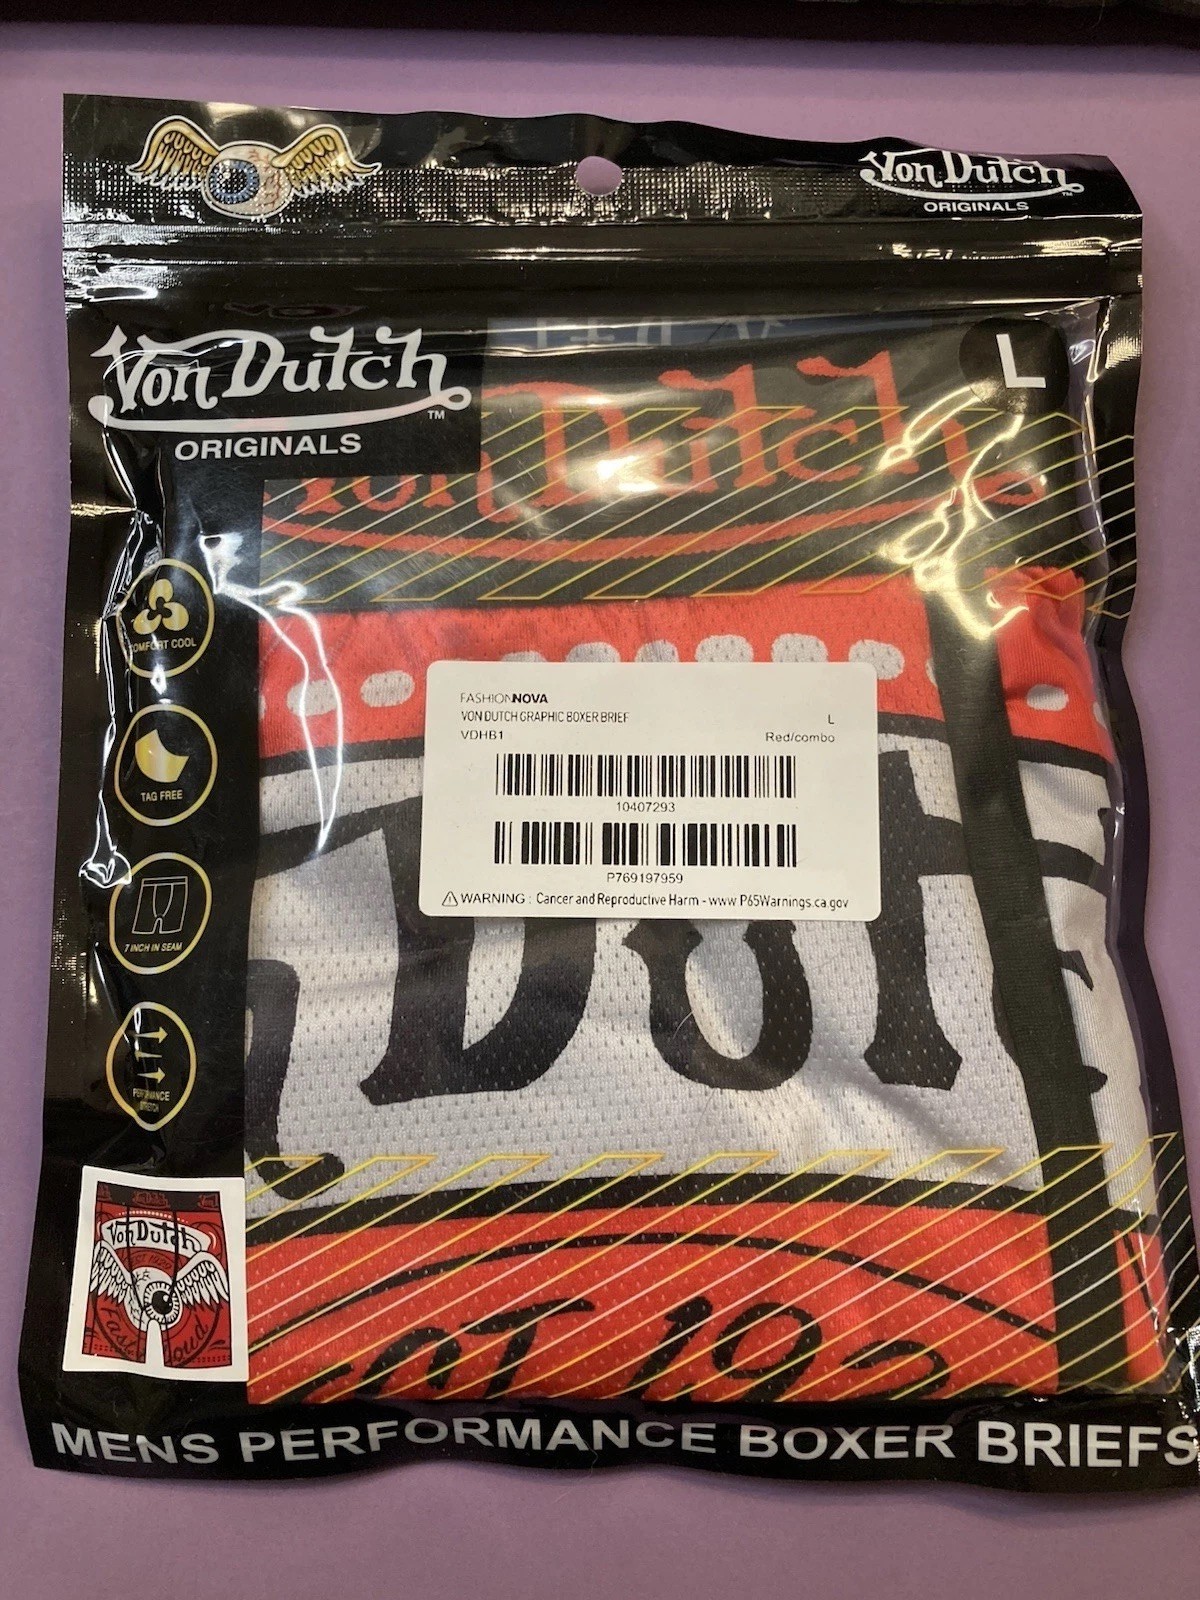 Von Dutch
ORIGINALS
Von Dutch
TM
ORIGINALS
L
Von Dutch
COMFORT COOL
TAG FREE
7 INCH IN SEAM
PERFORMANCE
STRETCH
FASHIONNOVA
VON DUTCH GRAPHIC BOXER BRIEF L
VDHB1 Red/combo
10407293
P769197959
⚠WARNING : Cancer and Reproductive Harm - www.P65Warnings.ca.gov
DUT
Von Dutch
MENS PERFORMANCE BOXER BRIEFS